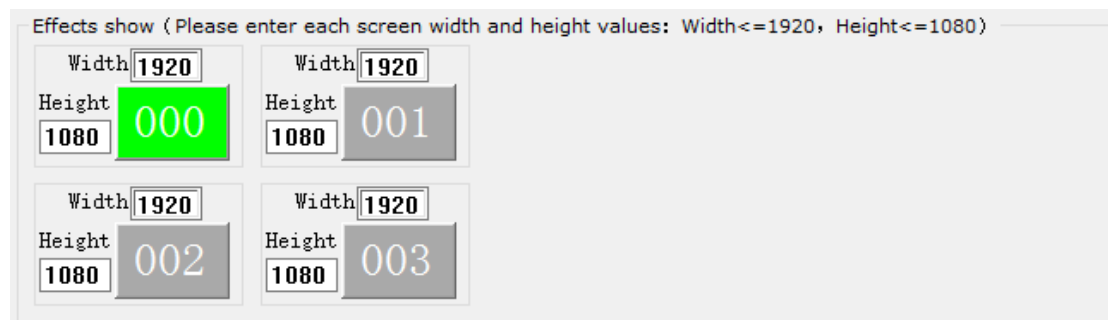 Effects show (Please enter each screen width and height values: Width<=1920, Height<=1080)
Width 1920 Width 1920
Height Height
1080 000 1080 001
Width 1920 Width 1920
Height Height
1080 002 1080 003